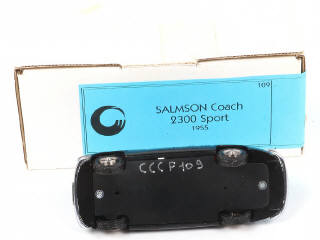 109
SALMSON Coach
2300 Sport
1955
CCCP109